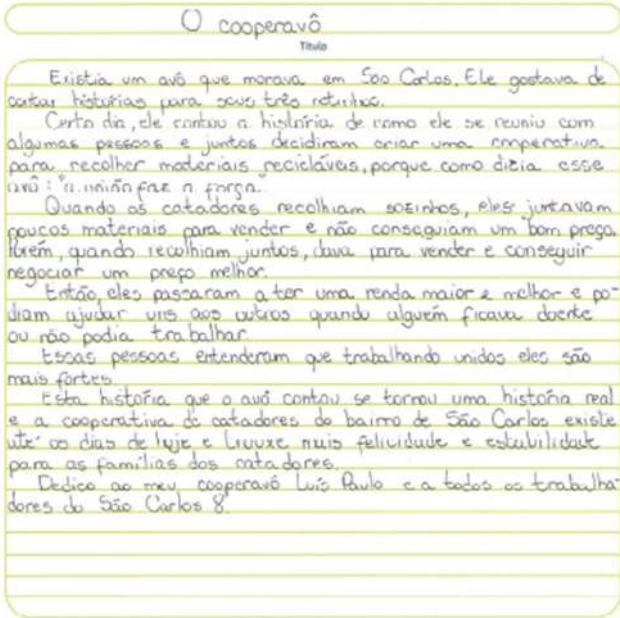 O cooperavô
Título
Existia um avô que morava em São Carlos. Ele gostava de
contar histórias para seus três netinhos.
Certo dia, ele contou a história de como ele se reuniu com
algumas pessoas e juntos decidiram criar uma cooperativa
para recolher materiais recicláveis, porque como dizia esse
avô: "a união faz a força.
Quando os catadores recolhiam sozinhos, eles juntavam
poucos materiais para vender e não conseguiam um bom preço.
Porém, quando recolhiam juntos, dava para vender e conseguir
negociar um preço melhor.
Então, eles passaram a ter uma renda maior e melhor e po-
diam ajudar uns aos outros quando alguém ficava doente
ou não podia trabalhar.
Essas pessoas entenderam que trabalhando unidos eles são
mais fortes.
Esta história que o avô contou se tornou uma história real
e a cooperativa de catadores do bairro de São Carlos existe
até os dias de hoje e trouxe mais felicidade e estabilidade
para as famílias dos catadores.
Dedico ao meu cooperavô Luís Paulo e a todos os trabalha-
dores do São Carlos 8.